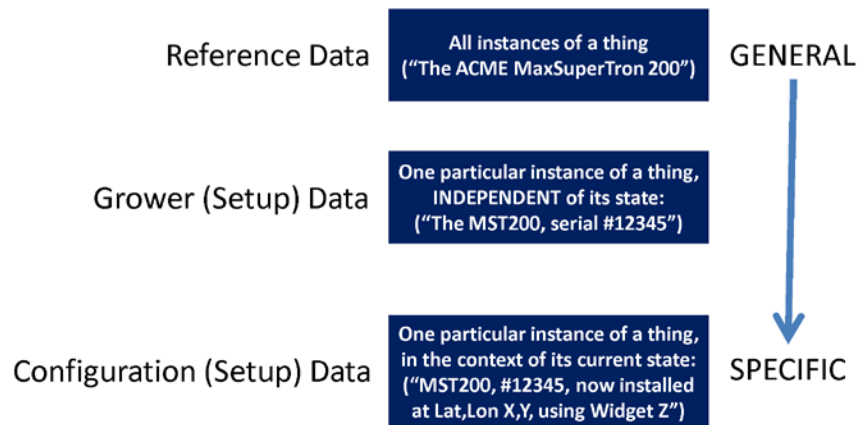 Reference Data
All instances of a thing
(“The ACME MaxSuperTron 200”)
GENERAL
Grower (Setup) Data
One particular instance of a thing,
INDEPENDENT of its state:
(“The MST200, serial #12345”)
Configuration (Setup) Data
One particular instance of a thing,
in the context of its current state:
(“MST200, #12345, now installed
at Lat,Lon X,Y, using Widget Z”)
SPECIFIC